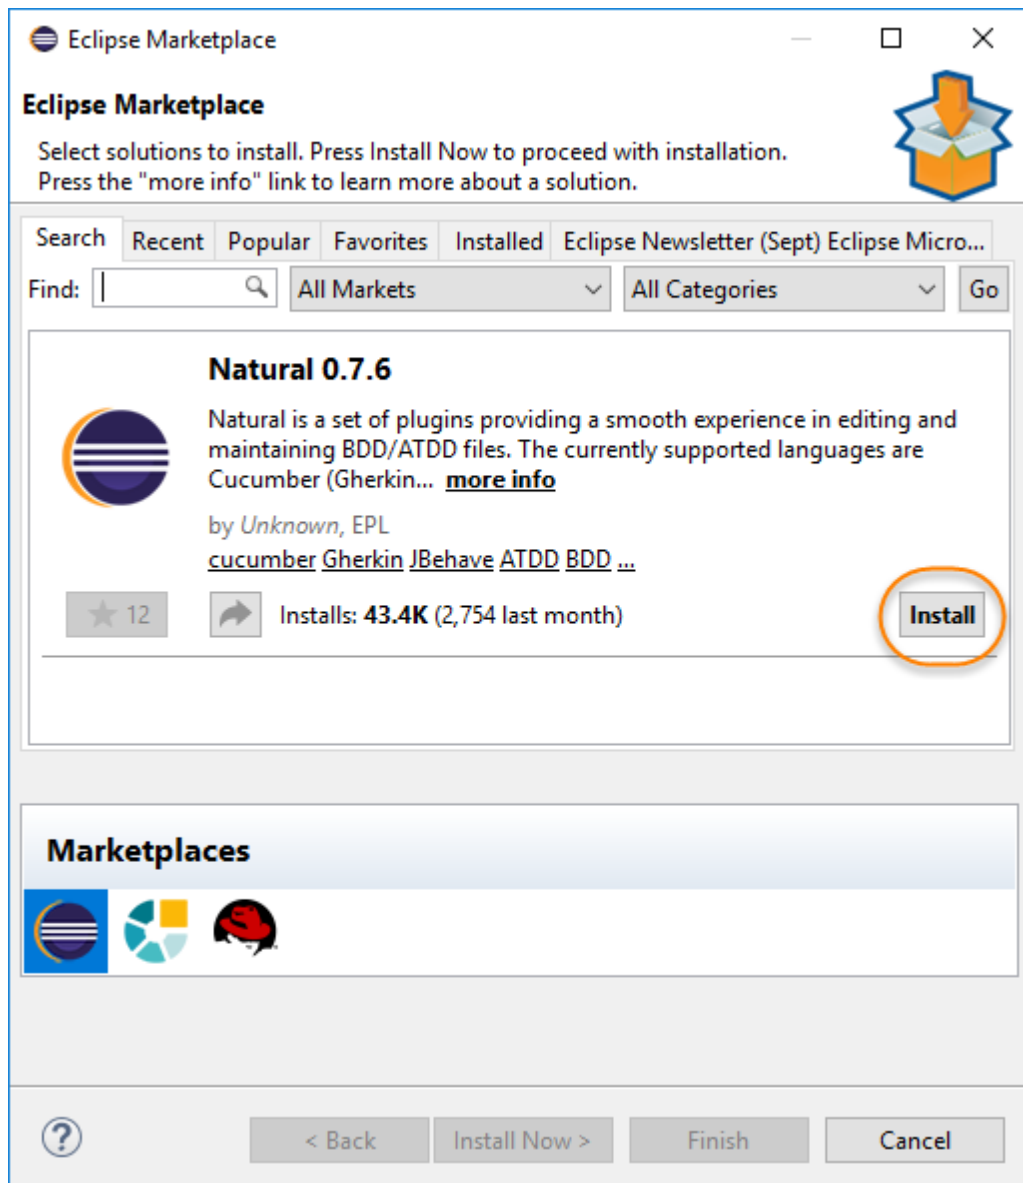 Eclipse Marketplace
Eclipse Marketplace
Select solutions to install. Press Install Now to proceed with installation.
Press the "more info" link to learn more about a solution.
Search Recent Popular Favorites Installed Eclipse Newsletter (Sept) Eclipse Micro...
Find: All Markets All Categories Go
Natural 0.7.6
Natural is a set of plugins providing a smooth experience in editing and
maintaining BDD/ATDD files. The currently supported languages are
Cucumber (Gherkin... more info
by Unknown, EPL
cucumber Gherkin JBehave ATDD BDD ...
12 Installs: 43.4K (2,754 last month) Install
Marketplaces
? < Back Install Now > Finish Cancel